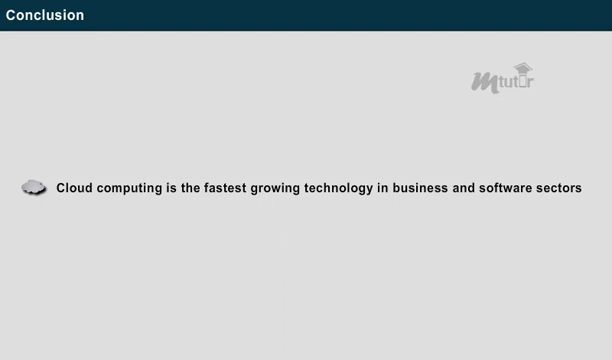 Conclusion
mtutor
Cloud computing is the fastest growing technology in business and software sectors